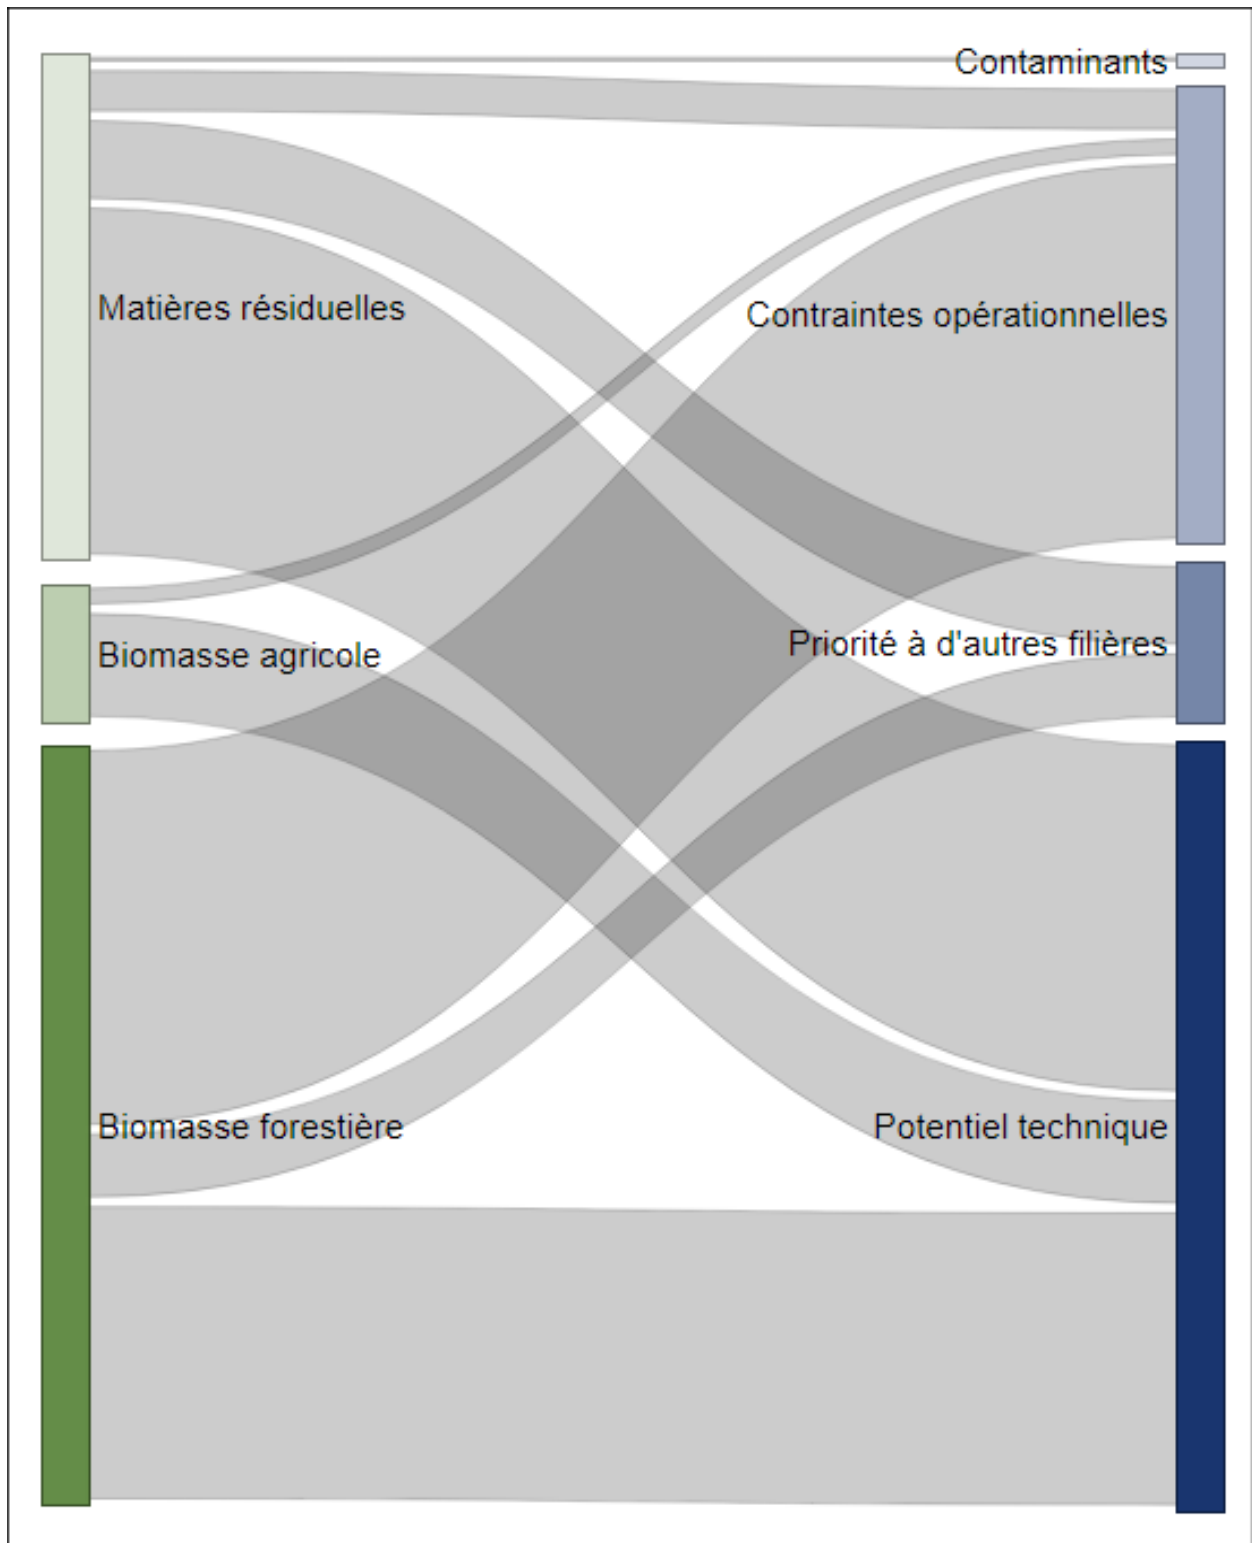 Contaminants
Matières résiduelles
Contraintes opérationnelles
Priorité à d'autres filières
Biomasse agricole
Biomasse forestière
Potentiel technique